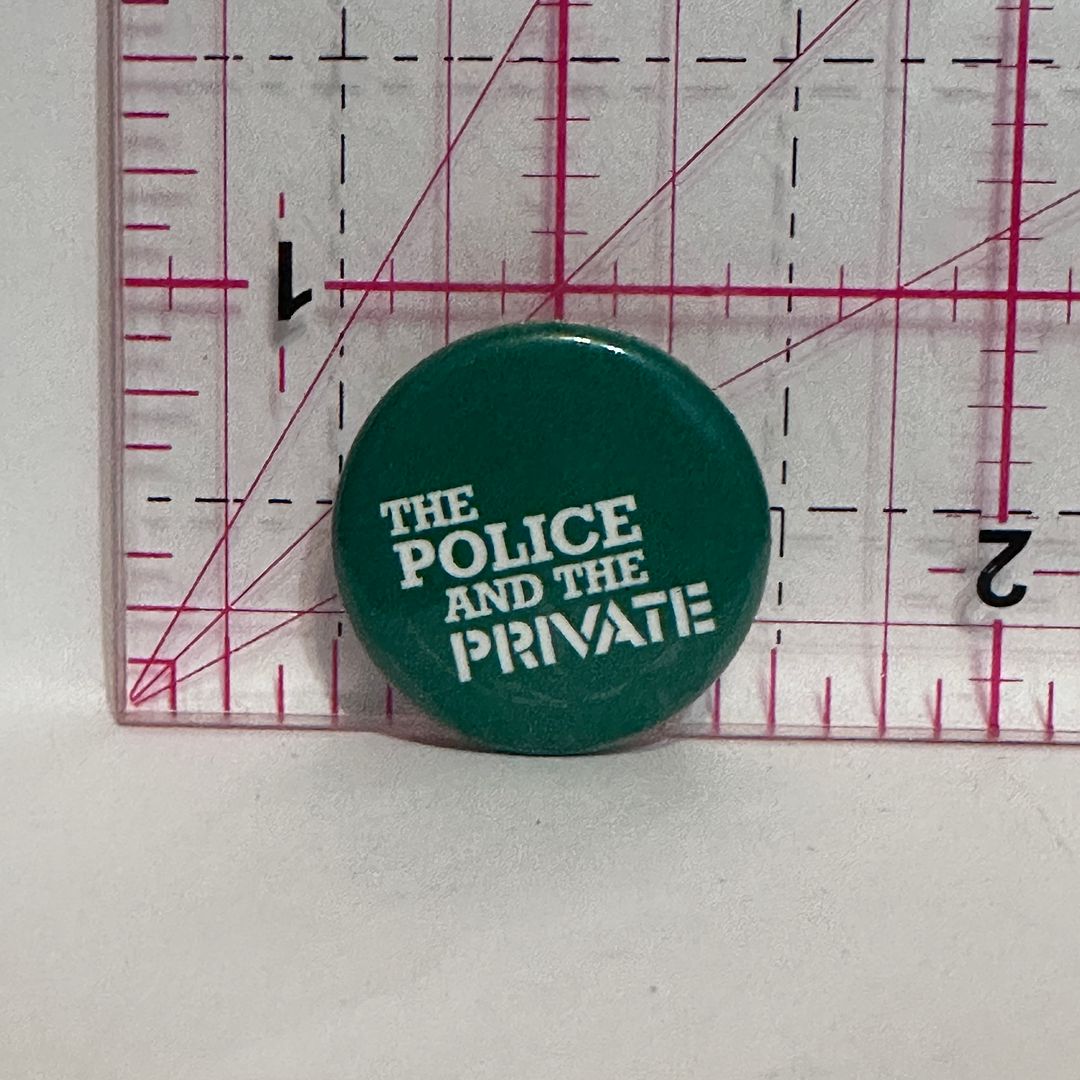 1
THE
POLICE
AND THE
PRIVATE
2